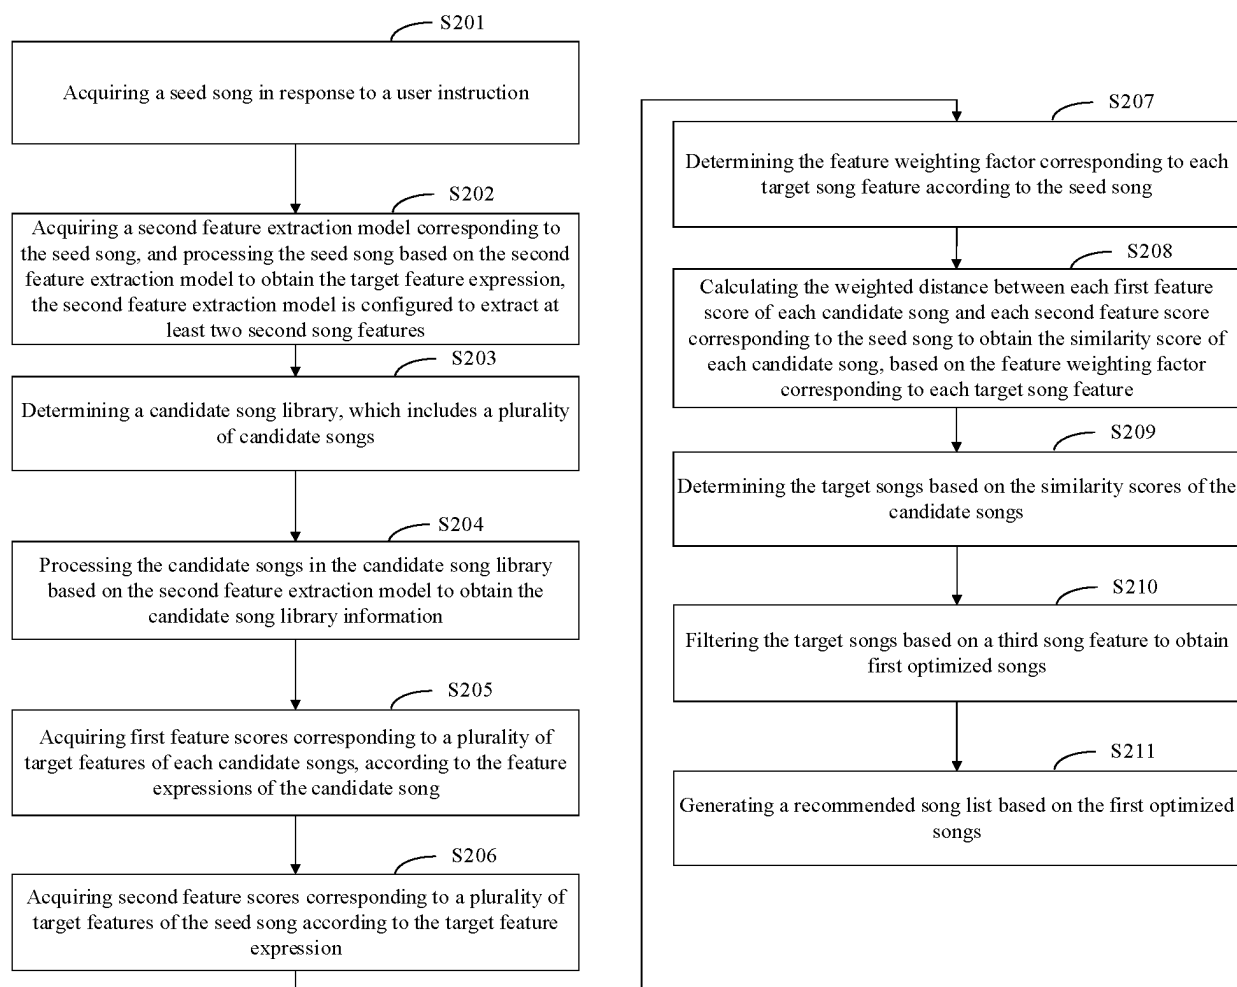 S201
Acquiring a seed song in response to a user instruction
S202
Acquiring a second feature extraction model corresponding to
the seed song, and processing the seed song based on the second
feature extraction model to obtain the target feature expression,
the second feature extraction model is configured to extract at
least two second song features
S203
Determining a candidate song library, which includes a plurality
of candidate songs
S204
Processing the candidate songs in the candidate song library
based on the second feature extraction model to obtain the
candidate song library information
S205
Acquiring first feature scores corresponding to a plurality of
target features of each candidate songs, according to the feature
expressions of the candidate song
S206
Acquiring second feature scores corresponding to a plurality of
target features of the seed song according to the target feature
expression
S207
Determining the feature weighting factor corresponding to each
target song feature according to the seed song
S208
Calculating the weighted distance between each first feature
score of each candidate song and each second feature score
corresponding to the seed song to obtain the similarity score of
each candidate song, based on the feature weighting factor
corresponding to each target song feature
S209
Determining the target songs based on the similarity scores of the
candidate songs
S210
Filtering the target songs based on a third song feature to obtain
first optimized songs
S211
Generating a recommended song list based on the first optimized
songs